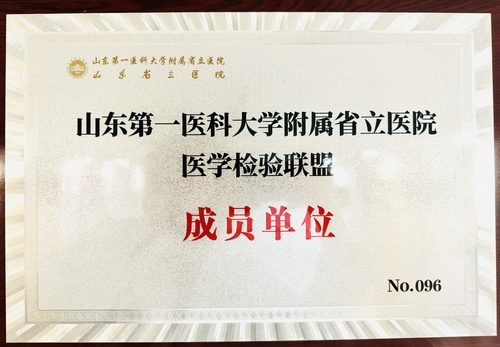 山东第一医科大学附属省立医院
山东省立医院
山东第一医科大学附属省立医院
医学检验联盟
成员单位
No.096